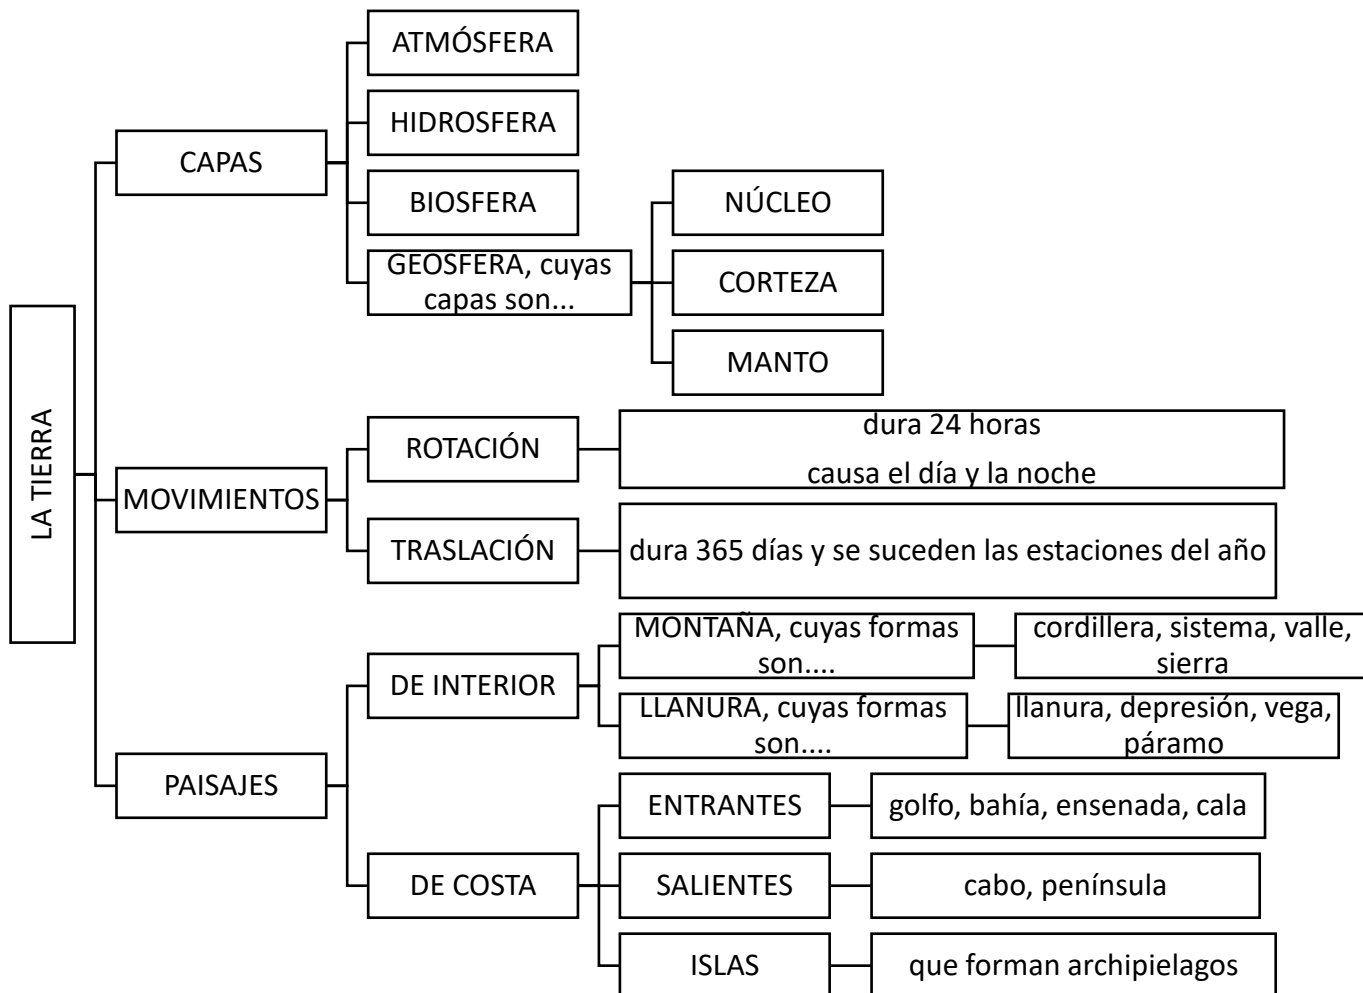 LA TIERRA
CAPAS
ATMÓSFERA
HIDROSFERA
BIOSFERA
GEOSFERA, cuyas
capas son...
NÚCLEO
CORTEZA
MANTO
MOVIMIENTOS
ROTACIÓN
dura 24 horas
causa el día y la noche
TRASLACIÓN
dura 365 días y se suceden las estaciones del año
PAISAJES
DE INTERIOR
MONTAÑA, cuyas formas
son....
cordillera, sistema, valle,
sierra
LLANURA, cuyas formas
son....
llanura, depresión, vega,
páramo
DE COSTA
ENTRANTES
golfo, bahía, ensenada, cala
SALIENTES
cabo, península
ISLAS
que forman archipielagos